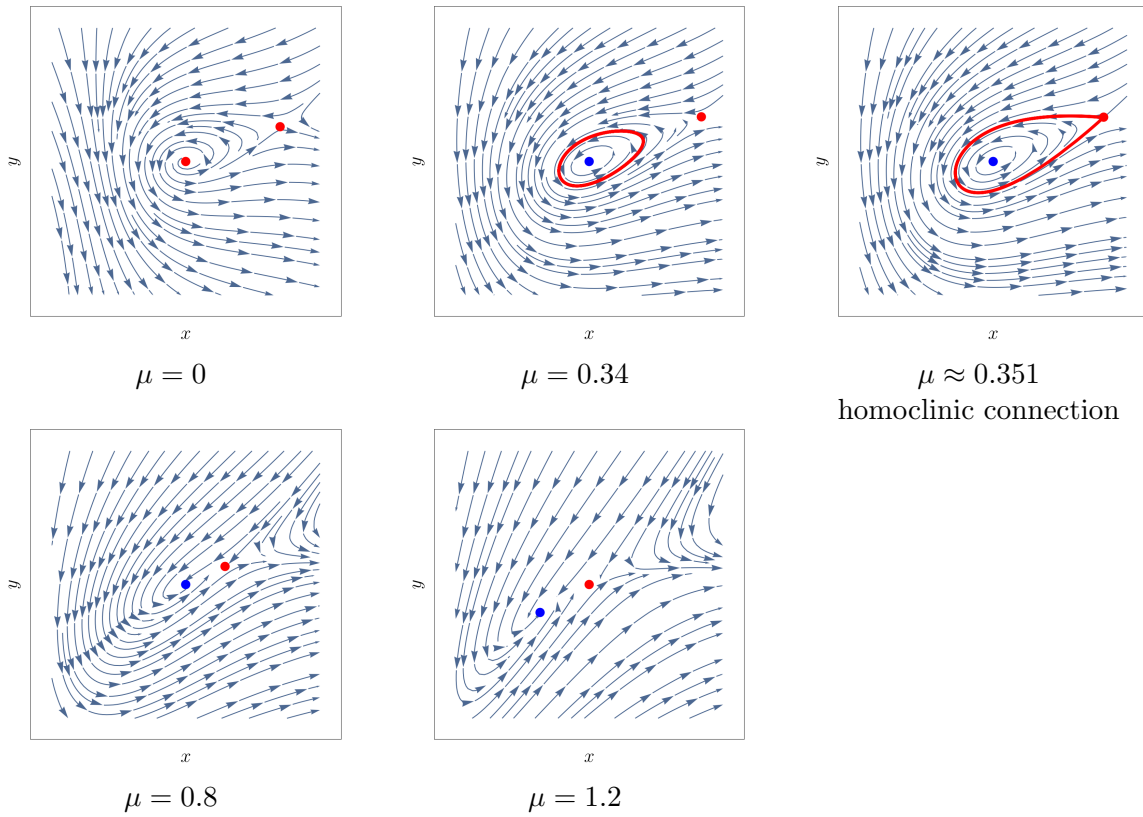 y
x
μ = 0
y
x
μ = 0.34
y
x
μ ≈ 0.351
homoclinic connection
y
x
μ = 0.8
y
x
μ = 1.2